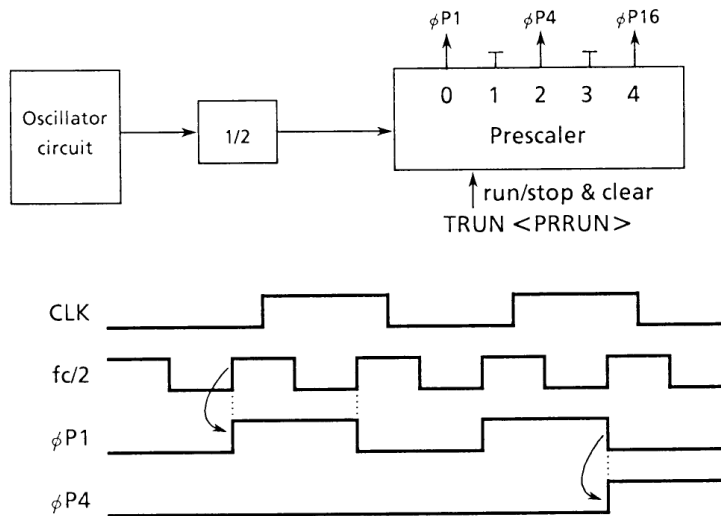 φP1 φP4 φP16
Oscillator
circuit
1/2
0 1 2 3 4
Prescaler
run/stop & clear
TRUN <PRRUN>
CLK
fc/2
φP1
φP4